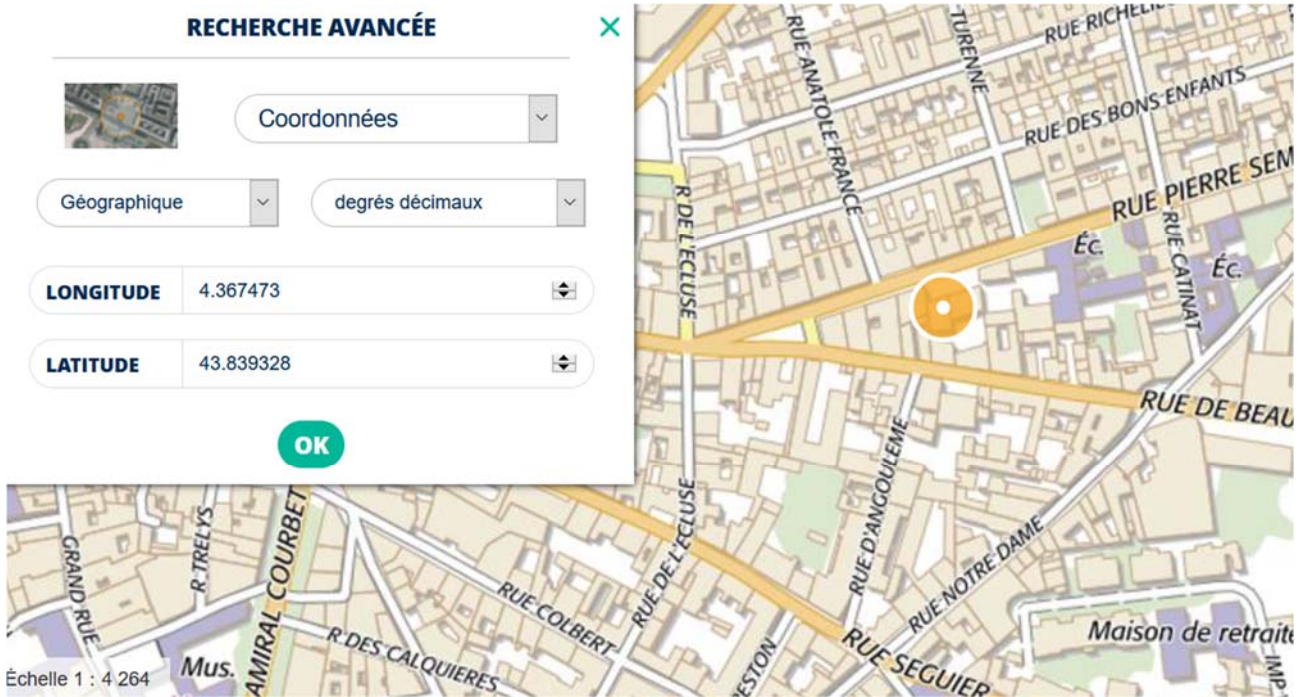 RECHERCHE AVANCÉE
Coordonnées
Géographique
degrés décimaux
LONGITUDE 4.367473
LATITUDE 43.839328
OK
RUE ANATOLE FRANCE
TURENNE
RUE RICHELIE
RUE DES BONS ENFANTS
RUE PIERRE SEM
R DE L'ECLUSE
Éc.
RUE CATINAT
Éc.
RUE DE BEAU
RUE D'ANGOULEME
RUE NOTRE DAME
RUE DE L'ECLUSE
GRAND RUE
R TRELYS
AMIRAL COURBET
RUE COLBERT
R DES CALQUIERES
RUE SEGUIER
Maison de retraite
IMP
Mus.
ESTON
Échelle 1 : 4 264